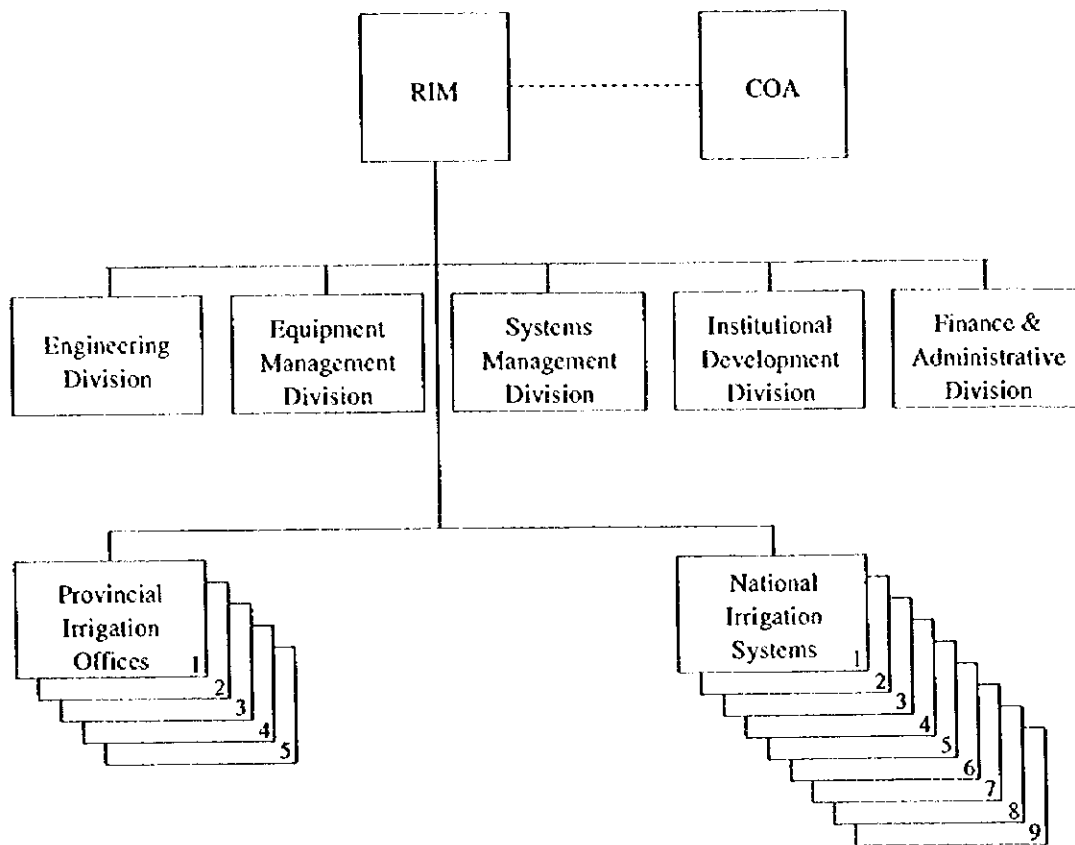 RIM
COA
Engineering
Division
Equipment
Management
Division
Systems
Management
Division
Institutional
Development
Division
Finance &
Administrative
Division
Provincial
Irrigation
Offices
1
2
3
4
5
National
Irrigation
Systems
1
2
3
4
5
6
7
8
9